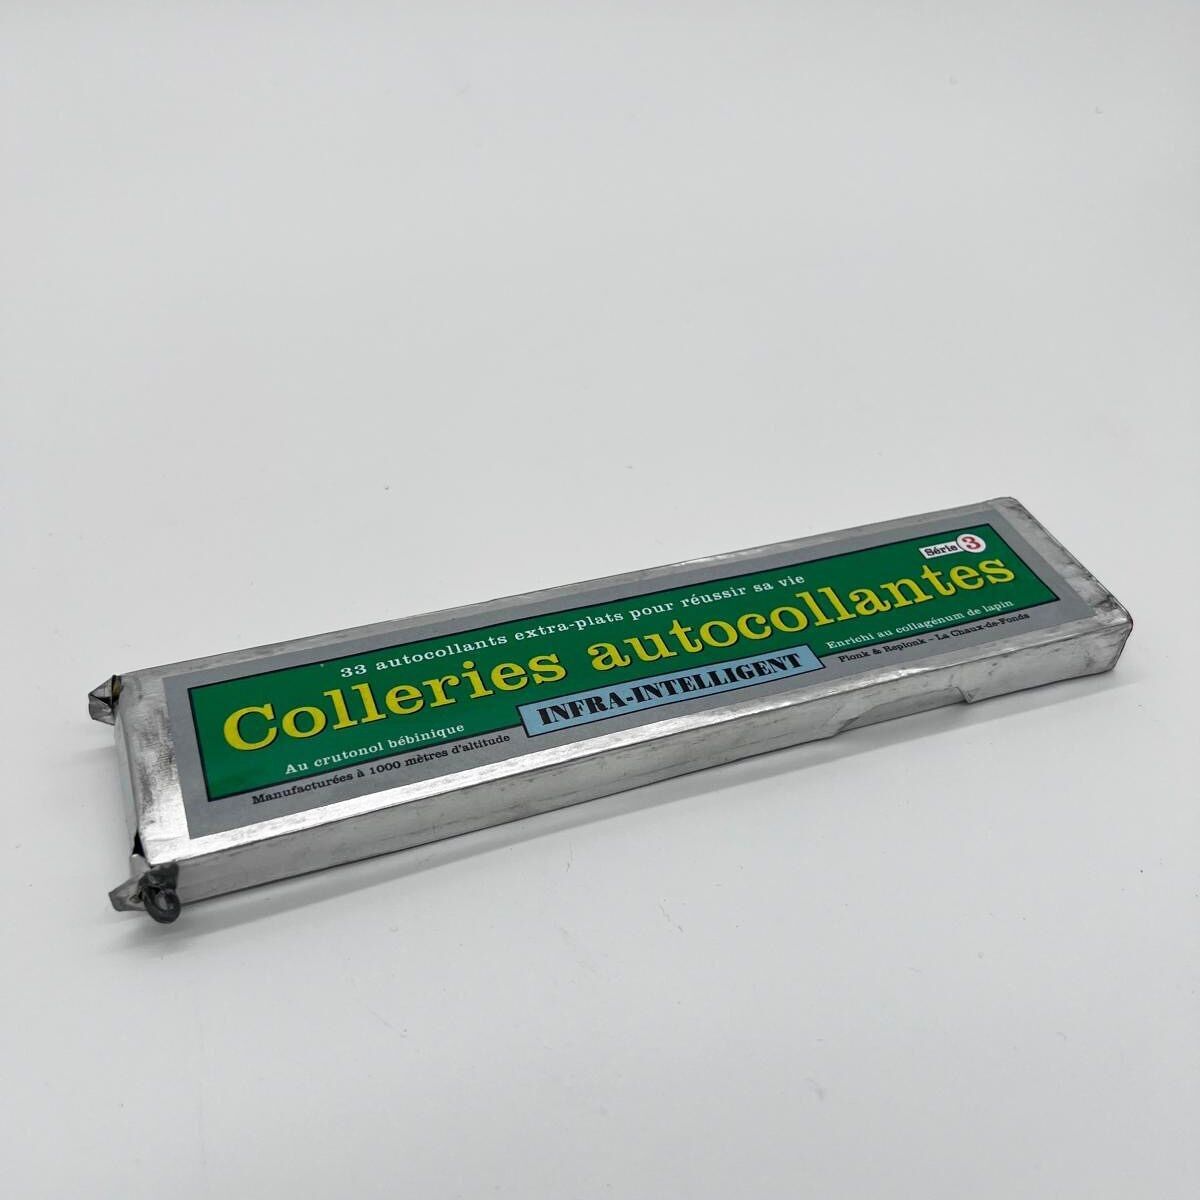 Série 3
33 autocollants extra-plats pour réussir sa vie
Colleries autocollantes
Au crutonol bébinique
INFRA-INTELLIGENT
Enrichi au collagénum de lapin
Manufacturées à 1000 mètres d'altitude
Plonk & Replonk – La Chaux-de-Fonds